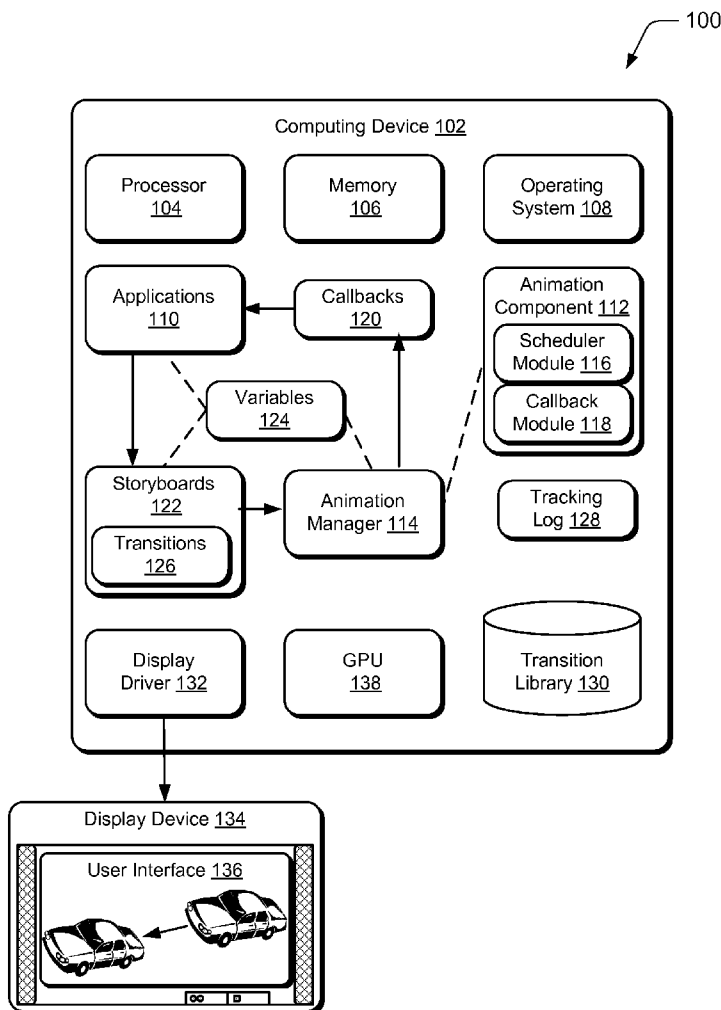 100
Computing Device 102
Processor
104
Memory
106
Operating
System 108
Applications
110
Callbacks
120
Animation
Component 112
Scheduler
Module 116
Callback
Module 118
Variables
124
Storyboards
122
Transitions
126
Animation
Manager 114
Tracking
Log 128
Display
Driver 132
GPU
138
Transition
Library 130
Display Device 134
User Interface 136